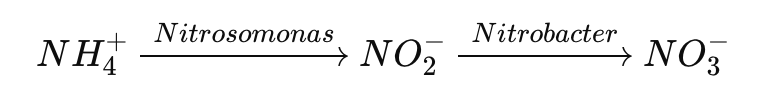 NH₄⁺ —Nitrosomonas→ NO₂⁻ —Nitrobacter→ NO₃⁻